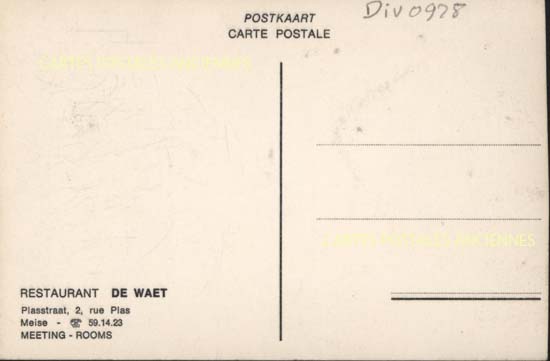 POSTKAART
CARTE POSTALE
Div0928
CARTES-POSTALES-ANCIENNES
CARTES-POSTALES-ANCIENNES
RESTAURANT DE WAET
Plasstraat, 2, rue Plas
Meise - ☎ 59.14.23
MEETING - ROOMS